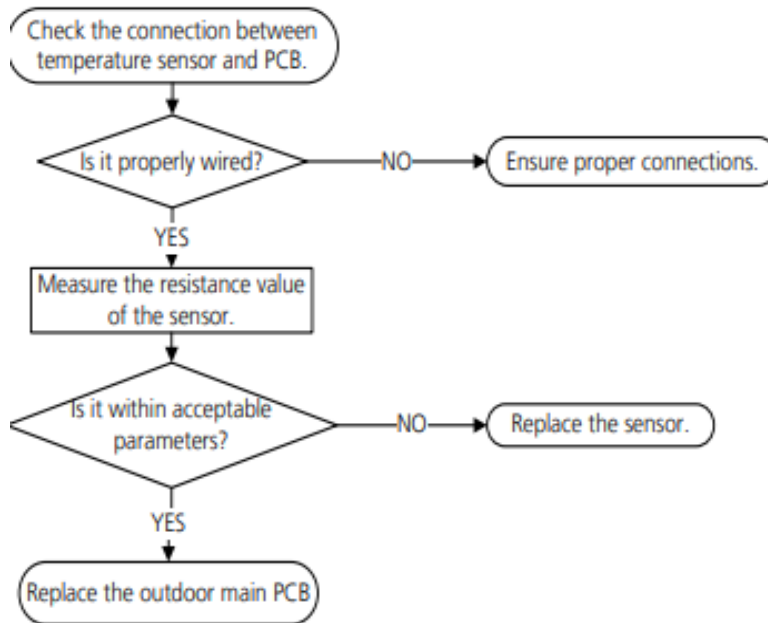 Check the connection between
temperature sensor and PCB.
Is it properly wired?
NO
Ensure proper connections.
YES
Measure the resistance value
of the sensor.
Is it within acceptable
parameters?
NO
Replace the sensor.
YES
Replace the outdoor main PCB